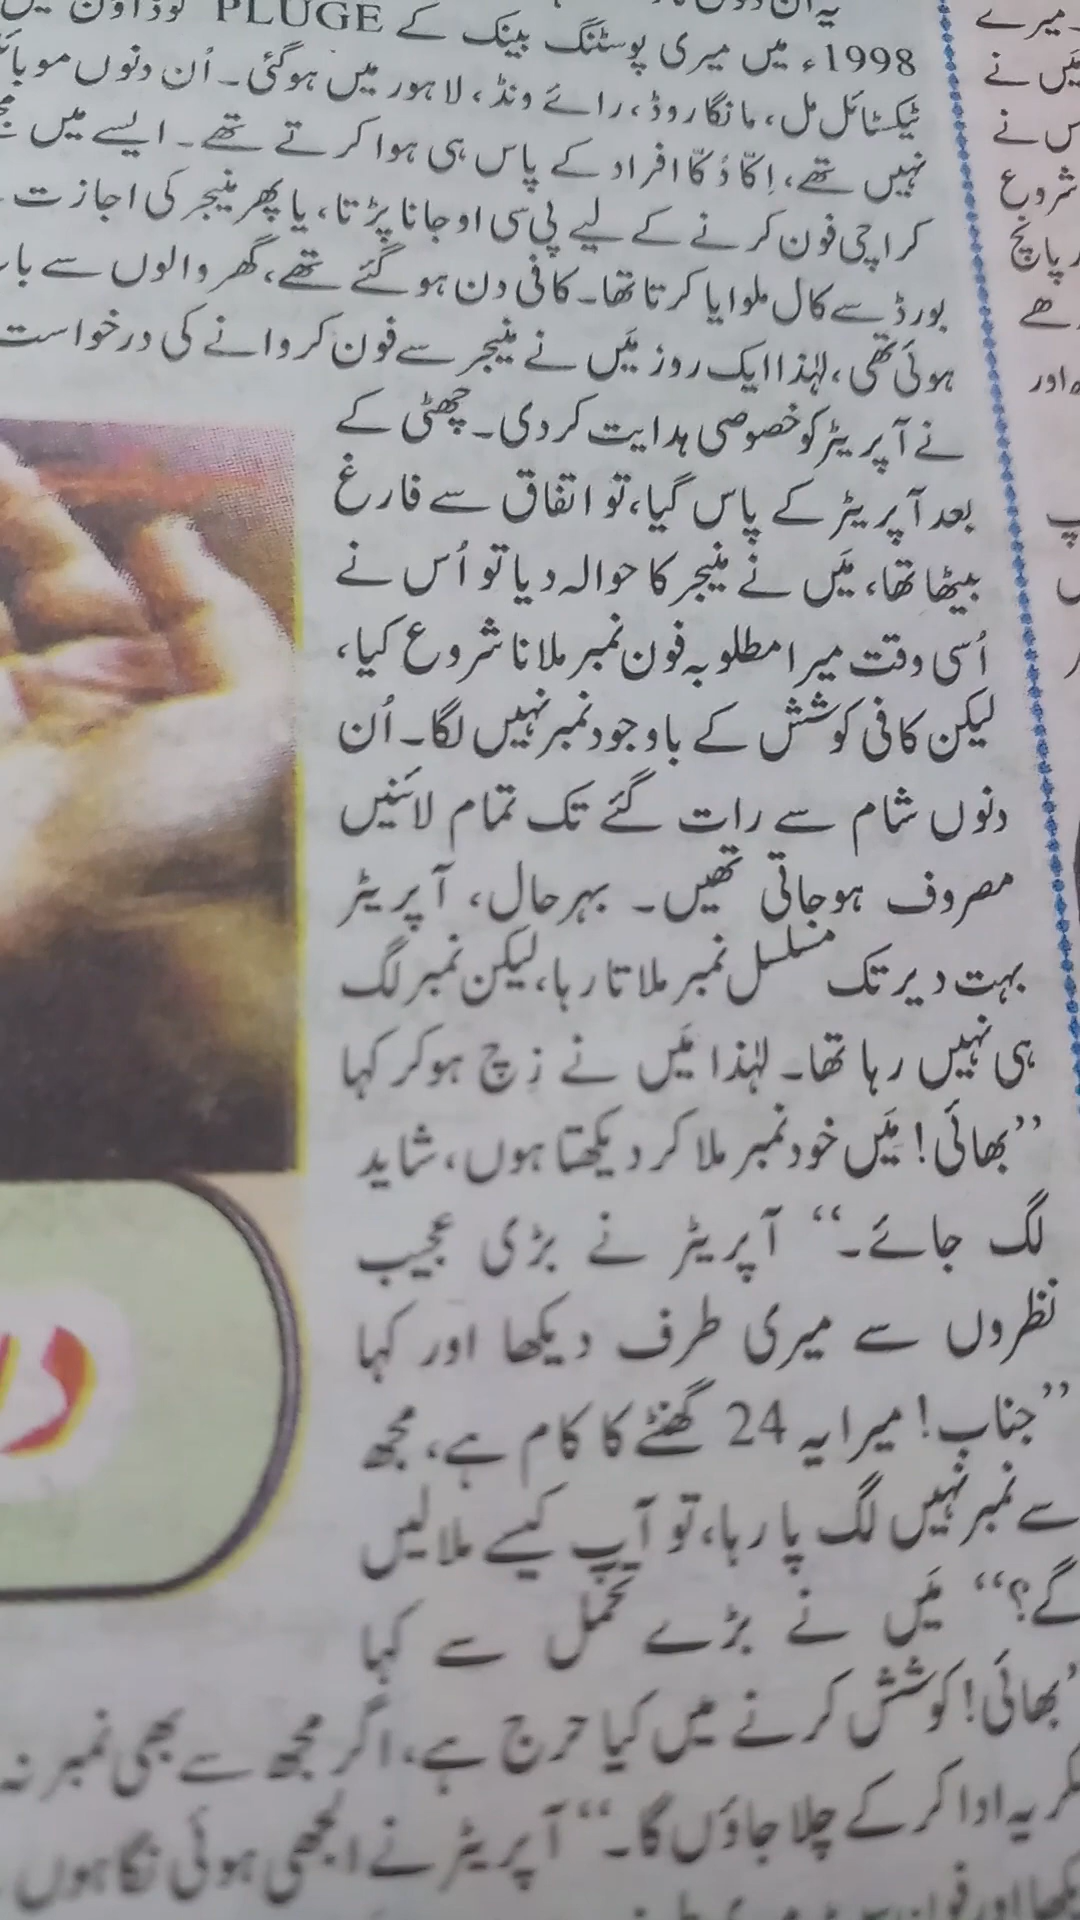 1998ء میں میری پوسٹنگ بینک کے PLUGE
ٹیکسٹائل مل، مانگا روڈ، رائے ونڈ، لاہور میں ہوگئی۔ اُن دنوں
نہیں تھے، اِکّا دُکّا افراد کے پاس ہی ہوا کرتے تھے۔ ایسے میں
کراچی فون کرنے کے لیے پی سی او جانا پڑتا، یا پھر منیجر کی اجازت
بورڈ سے کال ملوایا کرتا تھا۔ کافی دن ہوگئے تھے، گھر والوں سے
ہوئی تھی، لہٰذا ایک روز مَیں نے منیجر سے فون کروانے کی درخواست
نے آپریٹر کو خصوصی ہدایت کردی۔ چھٹی کے
بعد آپریٹر کے پاس گیا، تو اتفاق سے فارغ
بیٹھا تھا، مَیں نے منیجر کا حوالہ دیا تو اُس نے
اُسی وقت میرا مطلوبہ فون نمبر ملانا شروع کیا،
لیکن کافی کوشش کے باوجود نمبر نہیں لگا۔ اُن
دنوں شام سے رات گئے تک تمام لائنیں
مصروف ہوجاتی تھیں۔ بہرحال، آپریٹر
بہت دیر تک مسلسل نمبر ملاتا رہا، لیکن نمبر لگ
ہی نہیں رہا تھا۔ لہٰذا مَیں نے زچ ہوکر کہا
’’بھائی! مَیں خود نمبر ملا کر دیکھتا ہوں، شاید
لگ جائے۔‘‘ آپریٹر نے بڑی عجیب
نظروں سے میری طرف دیکھا اور کہا
’’جناب! میرا یہ 24 گھنٹے کا کام ہے، مجھ
سے نمبر نہیں لگ پا رہا، تو آپ کیسے ملالیں
گے؟‘‘ مَیں نے بڑے تحمل سے کہا
’بھائی! کوشش کرنے میں کیا حرج ہے، اگر مجھ سے بھی نمبر نہ
ادا کرکے چلا جاؤں گا۔‘‘ آپریٹر نے الجھی ہوئی نگاہوں
میرے
مَیں نے
نے
شروع
پانچ
اور